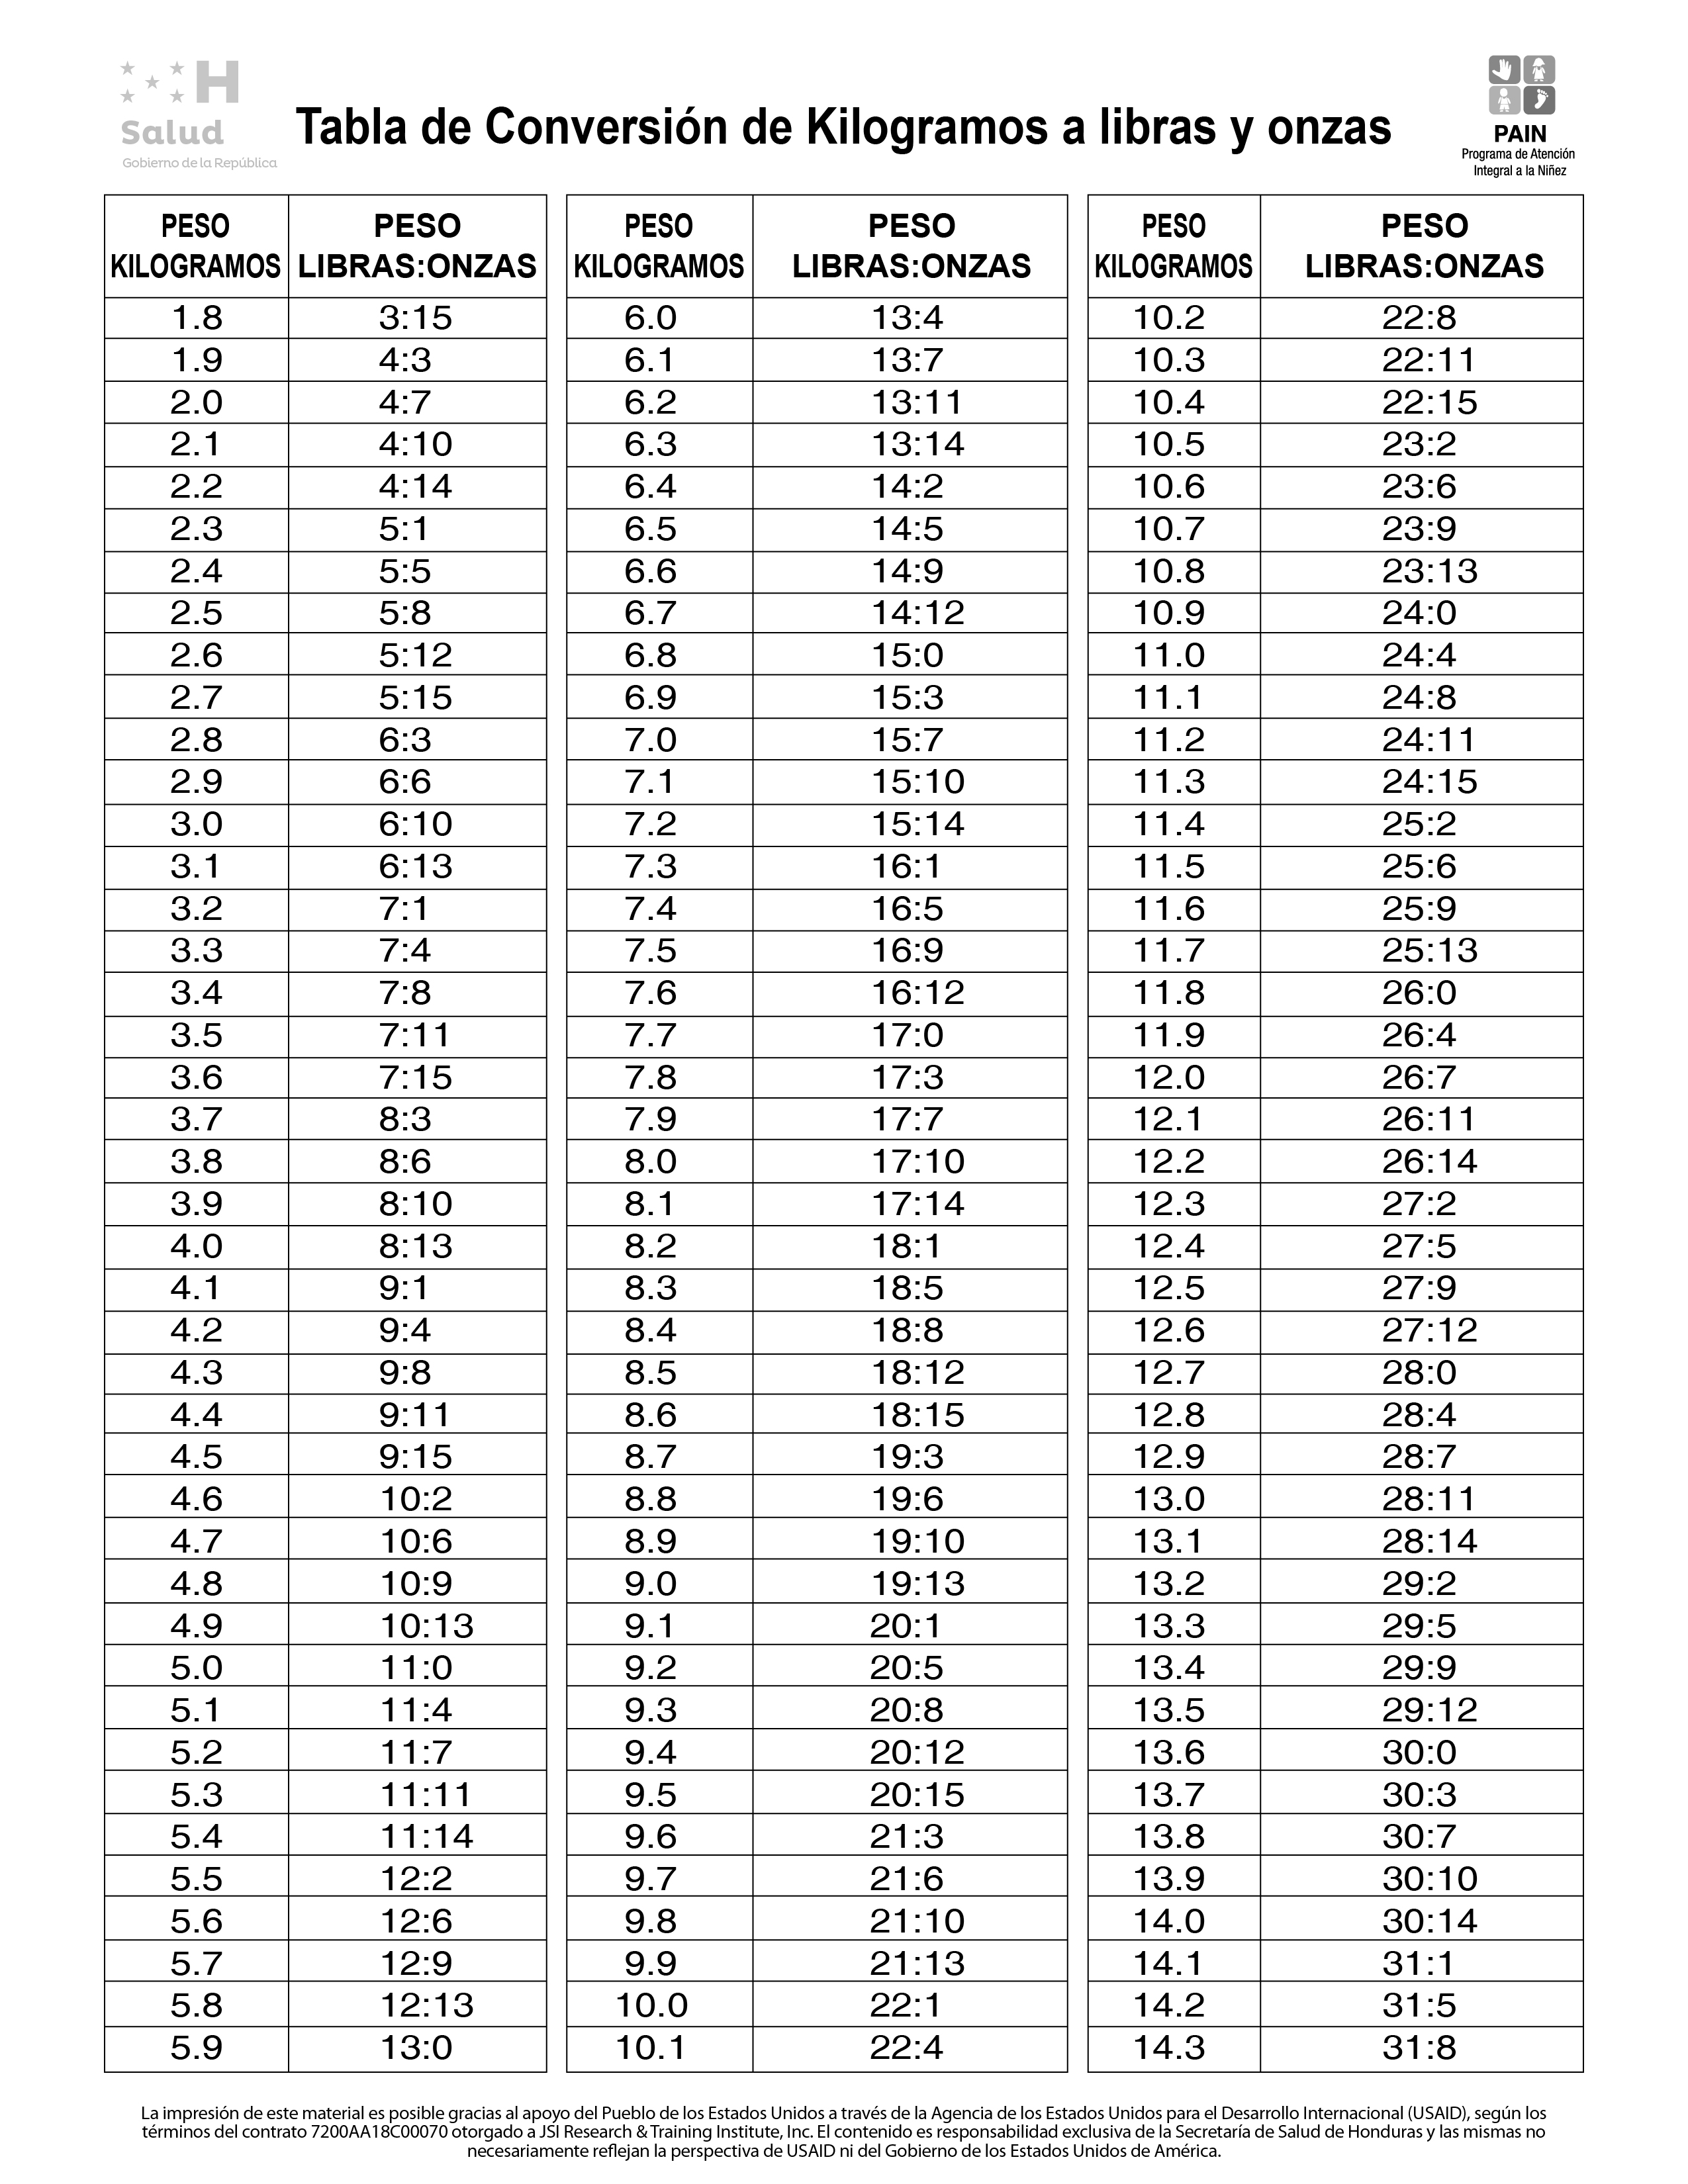 H
Salud
Gobierno de la República
Tabla de Conversión de Kilogramos a libras y onzas
PAIN
Programa de Atención
Integral a la Niñez
PESO KILOGRAMOS PESO LIBRAS:ONZAS PESO KILOGRAMOS PESO LIBRAS:ONZAS PESO KILOGRAMOS PESO LIBRAS:ONZAS
1.8 3:15 6.0 13:4 10.2 22:8
1.9 4:3 6.1 13:7 10.3 22:11
2.0 4:7 6.2 13:11 10.4 22:15
2.1 4:10 6.3 13:14 10.5 23:2
2.2 4:14 6.4 14:2 10.6 23:6
2.3 5:1 6.5 14:5 10.7 23:9
2.4 5:5 6.6 14:9 10.8 23:13
2.5 5:8 6.7 14:12 10.9 24:0
2.6 5:12 6.8 15:0 11.0 24:4
2.7 5:15 6.9 15:3 11.1 24:8
2.8 6:3 7.0 15:7 11.2 24:11
2.9 6:6 7.1 15:10 11.3 24:15
3.0 6:10 7.2 15:14 11.4 25:2
3.1 6:13 7.3 16:1 11.5 25:6
3.2 7:1 7.4 16:5 11.6 25:9
3.3 7:4 7.5 16:9 11.7 25:13
3.4 7:8 7.6 16:12 11.8 26:0
3.5 7:11 7.7 17:0 11.9 26:4
3.6 7:15 7.8 17:3 12.0 26:7
3.7 8:3 7.9 17:7 12.1 26:11
3.8 8:6 8.0 17:10 12.2 26:14
3.9 8:10 8.1 17:14 12.3 27:2
4.0 8:13 8.2 18:1 12.4 27:5
4.1 9:1 8.3 18:5 12.5 27:9
4.2 9:4 8.4 18:8 12.6 27:12
4.3 9:8 8.5 18:12 12.7 28:0
4.4 9:11 8.6 18:15 12.8 28:4
4.5 9:15 8.7 19:3 12.9 28:7
4.6 10:2 8.8 19:6 13.0 28:11
4.7 10:6 8.9 19:10 13.1 28:14
4.8 10:9 9.0 19:13 13.2 29:2
4.9 10:13 9.1 20:1 13.3 29:5
5.0 11:0 9.2 20:5 13.4 29:9
5.1 11:4 9.3 20:8 13.5 29:12
5.2 11:7 9.4 20:12 13.6 30:0
5.3 11:11 9.5 20:15 13.7 30:3
5.4 11:14 9.6 21:3 13.8 30:7
5.5 12:2 9.7 21:6 13.9 30:10
5.6 12:6 9.8 21:10 14.0 30:14
5.7 12:9 9.9 21:13 14.1 31:1
5.8 12:13 10.0 22:1 14.2 31:5
5.9 13:0 10.1 22:4 14.3 31:8
La impresión de este material es posible gracias al apoyo del Pueblo de los Estados Unidos a través de la Agencia de los Estados Unidos para el Desarrollo Internacional (USAID), según los
términos del contrato 7200AA18C00070 otorgado a JSI Research & Training Institute, Inc. El contenido es responsabilidad exclusiva de la Secretaría de Salud de Honduras y las mismas no
necesariamente reflejan la perspectiva de USAID ni del Gobierno de los Estados Unidos de América.